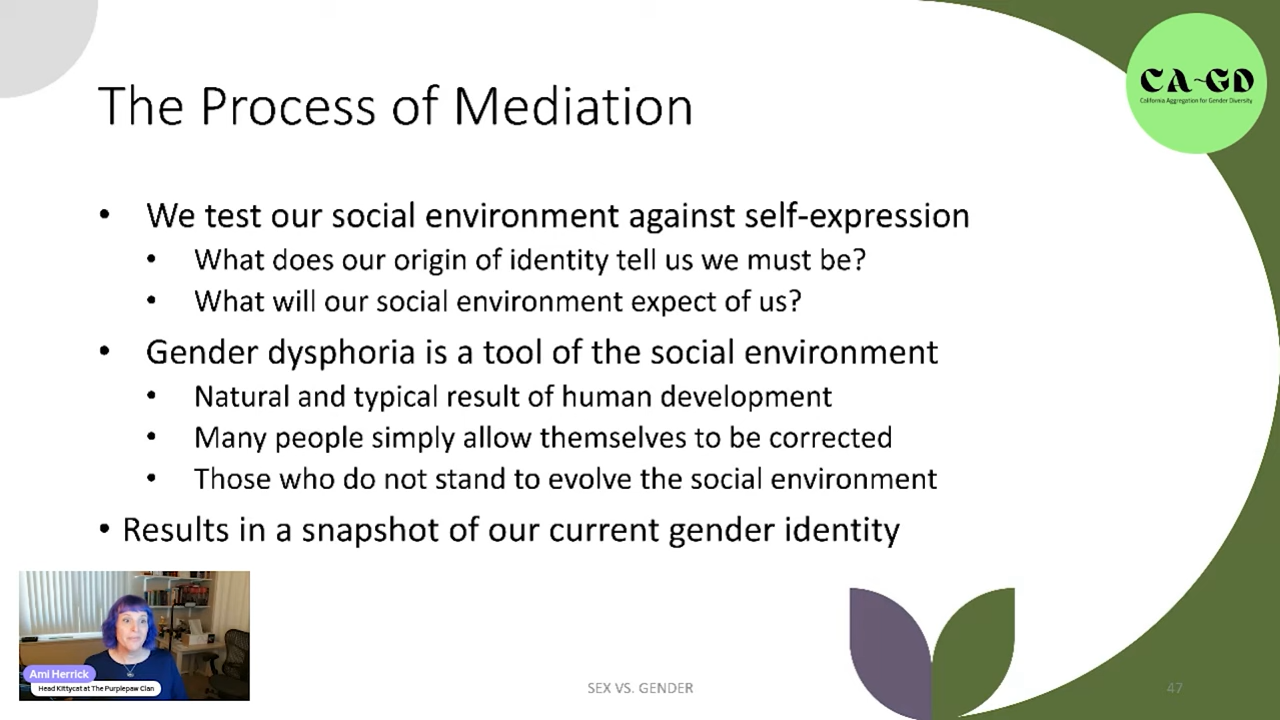 CA~GD
California Aggregation for Gender Diversity
The Process of Mediation
• We test our social environment against self-expression
• What does our origin of identity tell us we must be?
• What will our social environment expect of us?
• Gender dysphoria is a tool of the social environment
• Natural and typical result of human development
• Many people simply allow themselves to be corrected
• Those who do not stand to evolve the social environment
• Results in a snapshot of our current gender identity
Ami Herrick
Head Kittycat at The Purplepaw Clan
SEX VS. GENDER
47